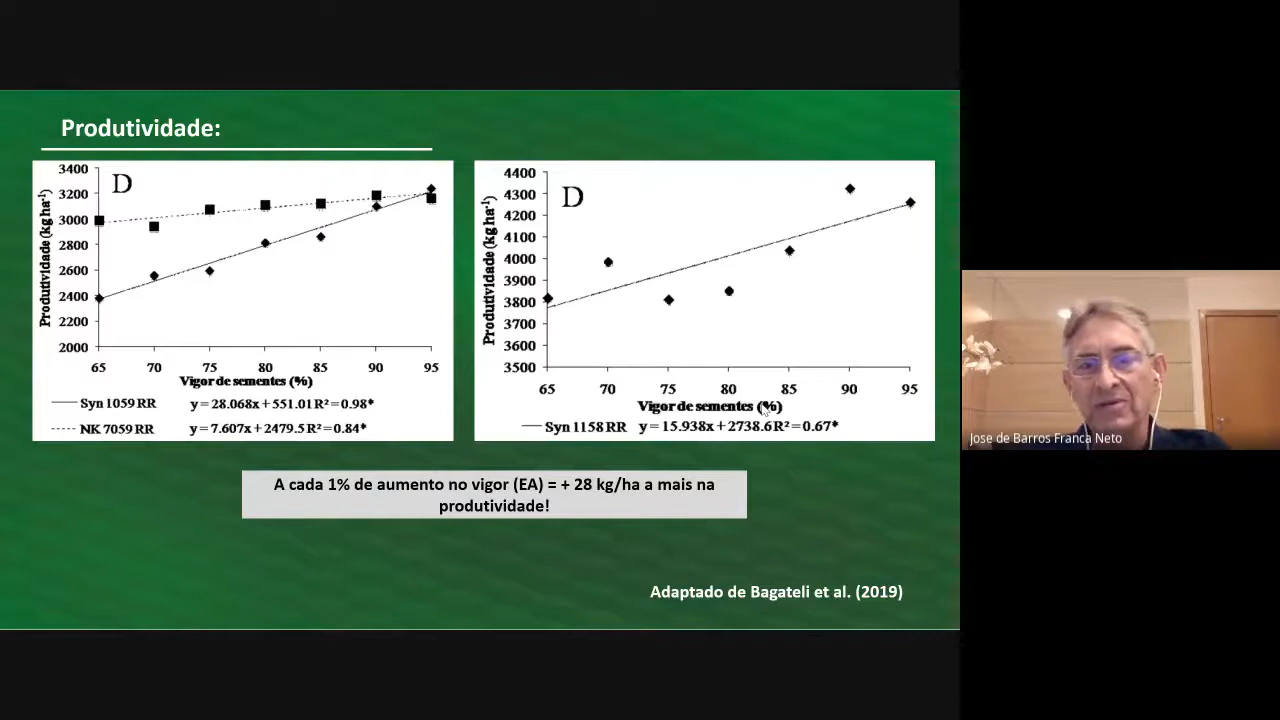 Produtividade:
D
Produtividade (kg ha⁻¹)
3400
3200
3000
2800
2600
2400
2200
2000
65 70 75 80 85 90 95
Vigor de sementes (%)
Syn 1059 RR y = 28.068x + 551.01 R² = 0.98*
NK 7059 RR y = 7.607x + 2479.5 R² = 0.84*
D
Produtividade (kg ha⁻¹)
4400
4200
4100
4000
3900
3800
3700
3600
3500
65 70 75 80 85 90 95
Vigor de sementes (%)
Syn 1158 RR y = 15.938x + 2738.6 R² = 0.67*
A cada 1% de aumento no vigor (EA) = + 28 kg/ha a mais na
produtividade!
Adaptado de Bagateli et al. (2019)
Jose de Barros Franca Neto